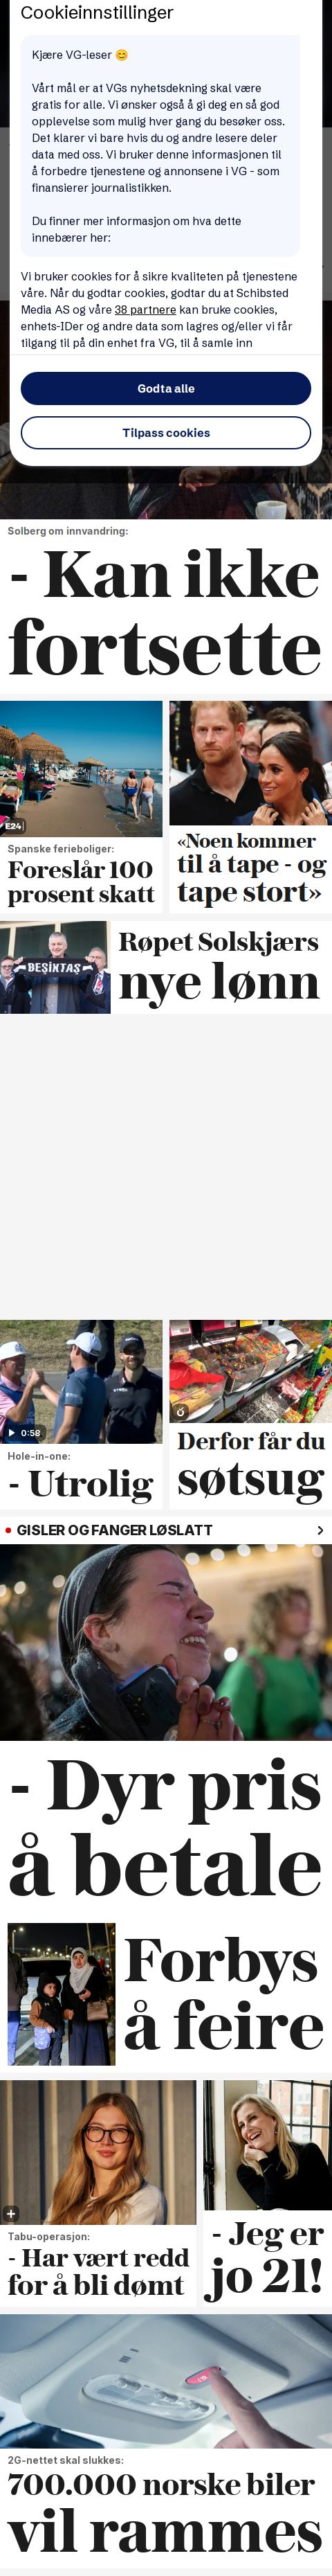 Cookieinnstillinger
Kjære VG-leser 😊
Vårt mål er at VGs nyhetsdekning skal være
gratis for alle. Vi ønsker også å gi deg en så god
opplevelse som mulig hver gang du besøker oss.
Det klarer vi bare hvis du og andre lesere deler
data med oss. Vi bruker denne informasjonen til
å forbedre tjenestene og annonsene i VG - som
finansierer journalistikken.
Du finner mer informasjon om hva dette
innebærer her:
Vi bruker cookies for å sikre kvaliteten på tjenestene
våre. Når du godtar cookies, godtar du at Schibsted
Media AS og våre 38 partnere kan bruke cookies,
enhets-IDer og andre data som lagres og/eller vi får
tilgang til på din enhet fra VG, til å samle inn
Godta alle
Tilpass cookies
Solberg om innvandring:
- Kan ikke
fortsette
E24
Spanske ferieboliger:
Foreslår 100
prosent skatt
«Noen kommer
til å tape - og
tape stort»
BEŞİKTAŞ
Røpet Solskjærs
nye lønn
0:58
Hole-in-one:
- Utrolig
Derfor får du
søtsug
GISLER OG FANGER LØSLATT
- Dyr pris
å betale
Forbys
å feire
Tabu-operasjon:
- Har vært redd
for å bli dømt
- Jeg er
jo 21!
2G-nettet skal slukkes:
700.000 norske biler
vil rammes